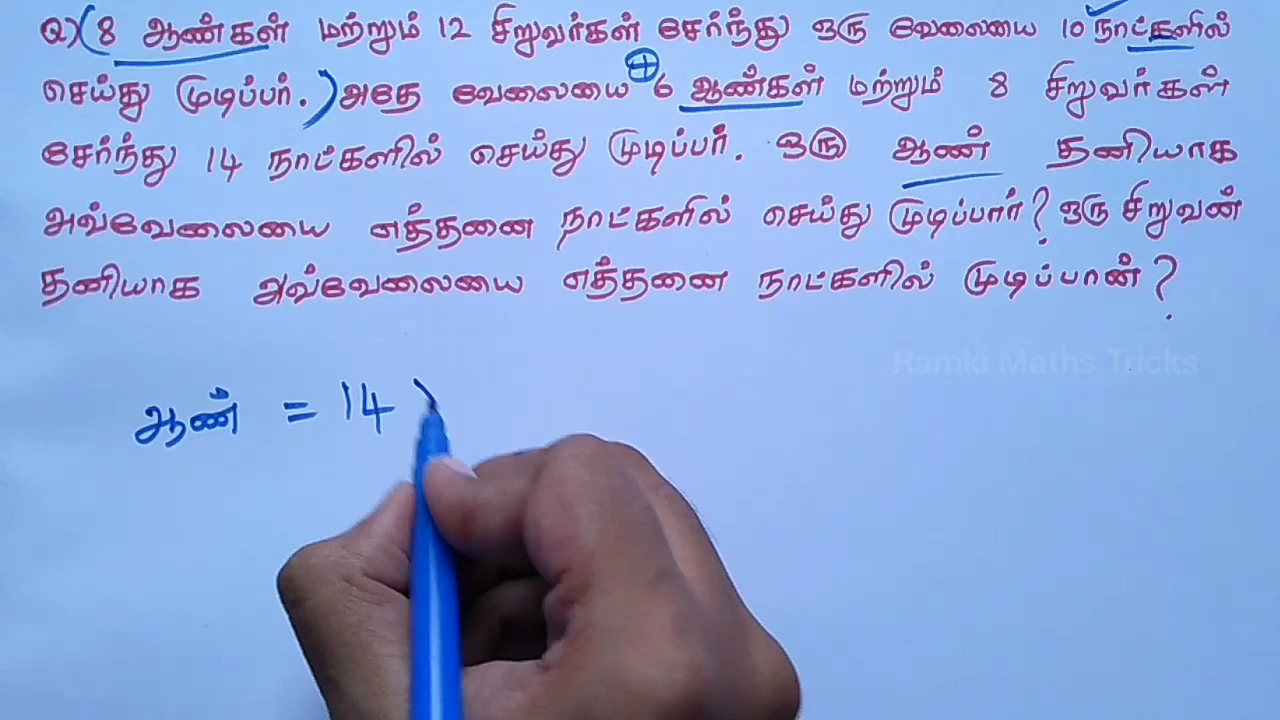 Q) (8 ஆண்கள் மற்றும் 12 சிறுவர்கள் சேர்ந்து ஒரு வேலையை 10 நாட்களில்
செய்து முடிப்பர்.) அதே வேலையை 6 ஆண்கள் மற்றும் 8 சிறுவர்கள்
சேர்ந்து 14 நாட்களில் செய்து முடிப்பர். ஒரு ஆண் தனியாக
அவ்வேலையை எத்தனை நாட்களில் செய்து முடிப்பார்? ஒரு சிறுவன்
தனியாக அவ்வேலையை எத்தனை நாட்களில் முடிப்பான்?
Ramki Maths Tricks
ஆண் = 14